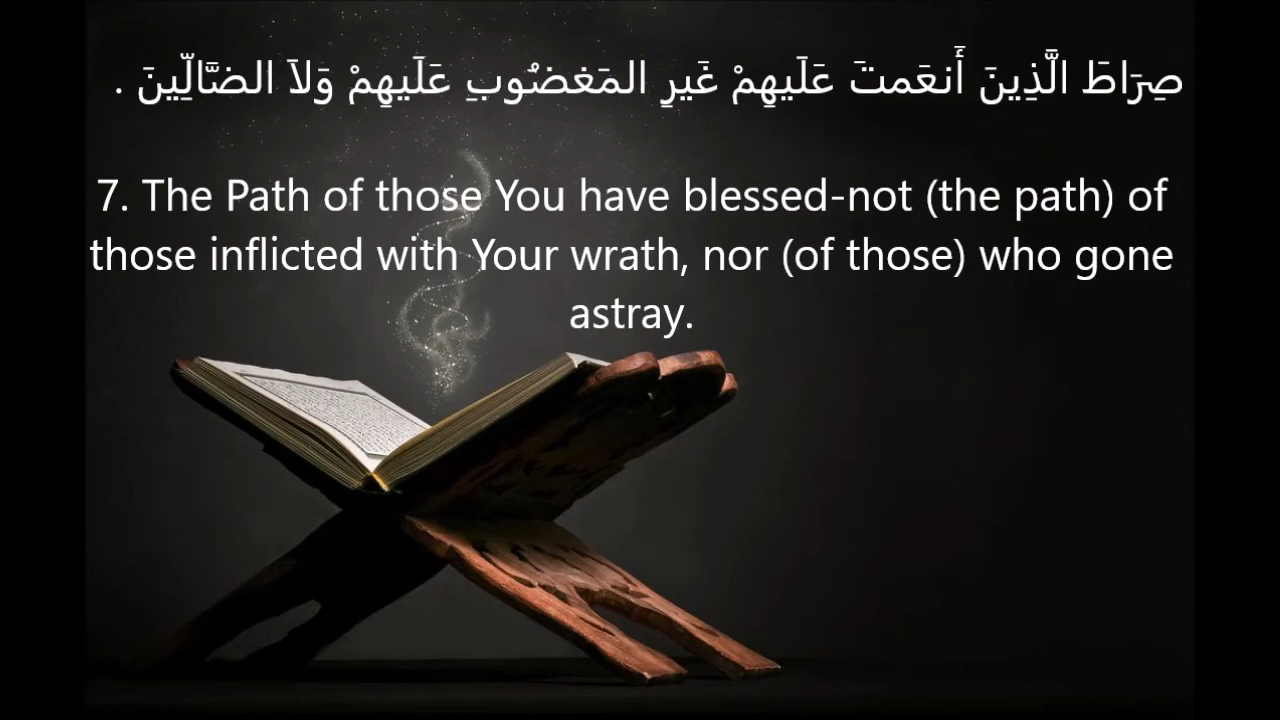 صِرَاطَ الَّذِينَ أَنعَمتَ عَلَيهِمْ غَيرِ المَغضُوبِ عَلَيهِمْ وَلاَ الضَّالِّينَ .
7. The Path of those You have blessed-not (the path) of
those inflicted with Your wrath, nor (of those) who gone
astray.